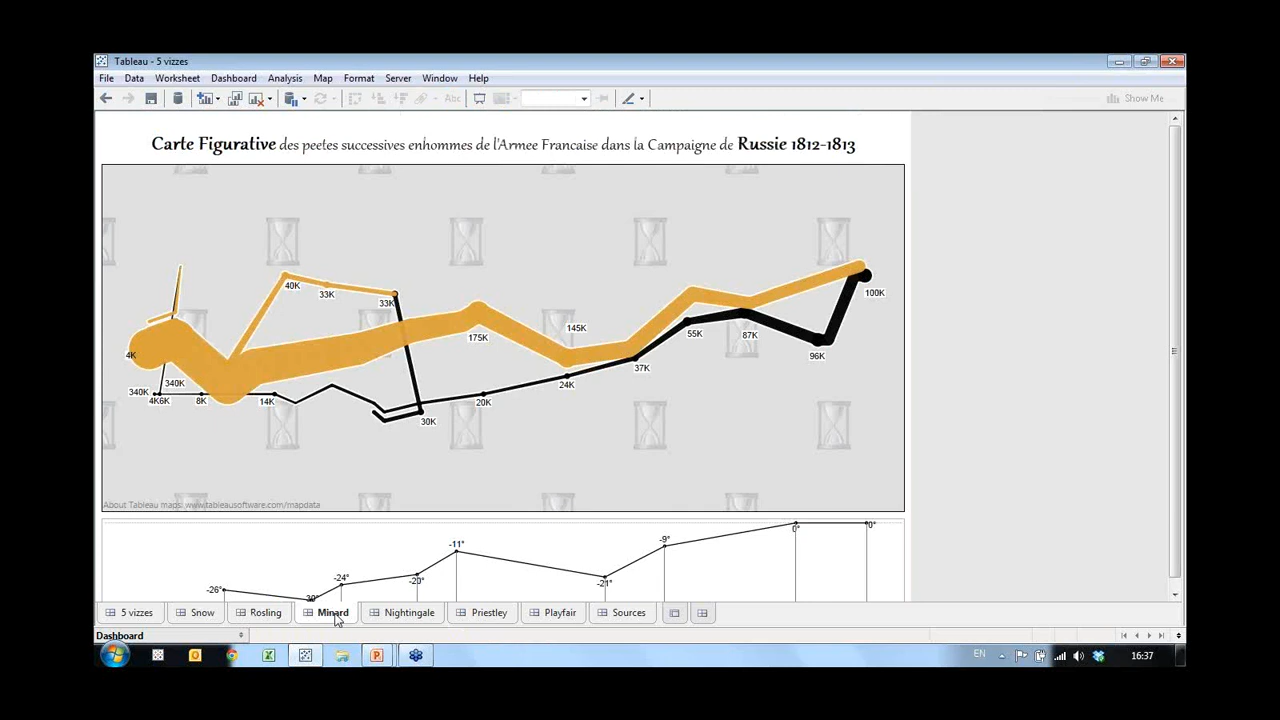 Tableau - 5 vizzes
File Data Worksheet Dashboard Analysis Map Format Server Window Help
Abc Show Me
Carte Figurative des peetes successives enhommes de l'Armee Francaise dans la Campaigne de Russie 1812-1813
40K
33K
33K
100K
145K
175K
55K
87K
4K
96K
37K
340K
24K
340K
4K6K
8K
14K
20K
30K
About Tableau maps: www.tableausoftware.com/mapdata
0°
0°
-9°
-11°
-24°
-20°
-21°
-26°
5 vizzes Snow Rosling Minard Nightingale Priestley Playfair Sources
Dashboard
EN 16:37